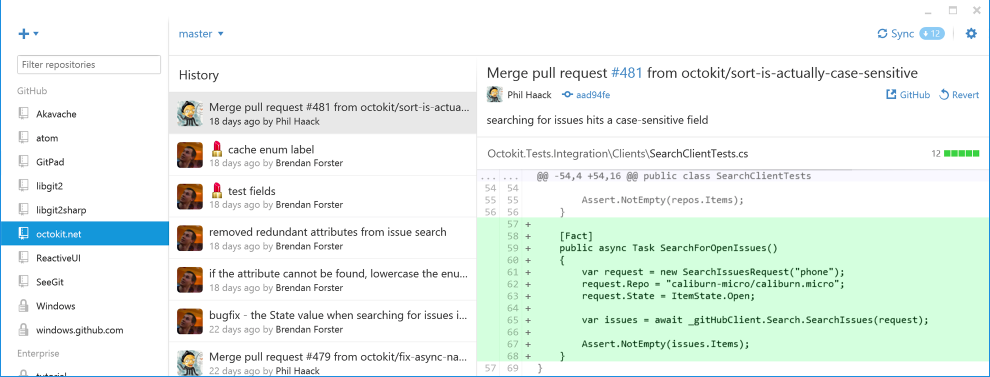 master
Sync
12
Filter repositories
GitHub
Akavache
atom
GitPad
libgit2
libgit2sharp
octokit.net
ReactiveUI
SeeGit
Windows
windows.github.com
Enterprise
tutorial
History
Merge pull request #481 from octokit/sort-is-actua...
18 days ago by Phil Haack
cache enum label
18 days ago by Brendan Forster
test fields
18 days ago by Brendan Forster
removed redundant attributes from issue search
18 days ago by Brendan Forster
if the attribute cannot be found, lowercase the enu...
18 days ago by Brendan Forster
bugfix - the State value when searching for issues i...
22 days ago by Brendan Forster
Merge pull request #479 from octokit/fix-async-na...
22 days ago by Phil Haack
Merge pull request #481 from octokit/sort-is-actually-case-sensitive
Phil Haack aad94fe GitHub Revert
searching for issues hits a case-sensitive field
Octokit.Tests.Integration\Clients\SearchClientTests.cs 12
... ... @@ -54,4 +54,16 @@ public class SearchClientTests
54 54
55 55 Assert.NotEmpty(repos.Items);
56 56 }
57 +
58 + [Fact]
59 + public async Task SearchForOpenIssues()
60 + {
61 + var request = new SearchIssuesRequest("phone");
62 + request.Repo = "caliburn-micro/caliburn.micro";
63 + request.State = ItemState.Open;
64 +
65 + var issues = await _gitHubClient.Search.SearchIssues(request);
66 +
67 + Assert.NotEmpty(issues.Items);
68 + }
57 69 }